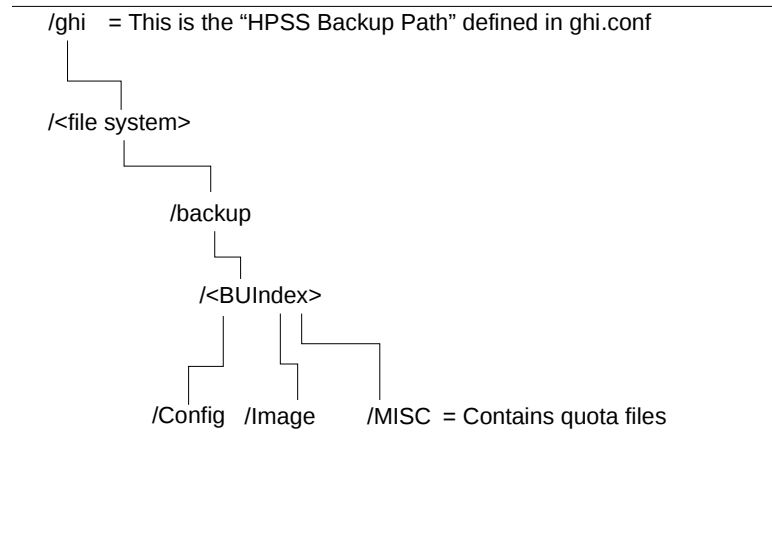 /ghi = This is the “HPSS Backup Path” defined in ghi.conf
/<file system>
/backup
/<BUIndex>
/Config /Image /MISC = Contains quota files